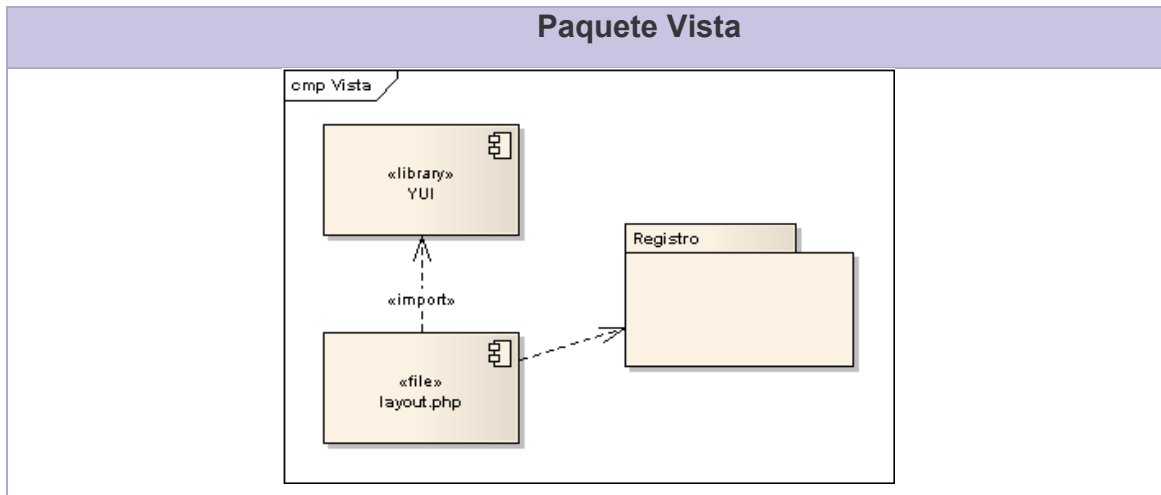 Paquete Vista
cmp Vista
«library»
YUI
Registro
«import»
«file»
layout.php